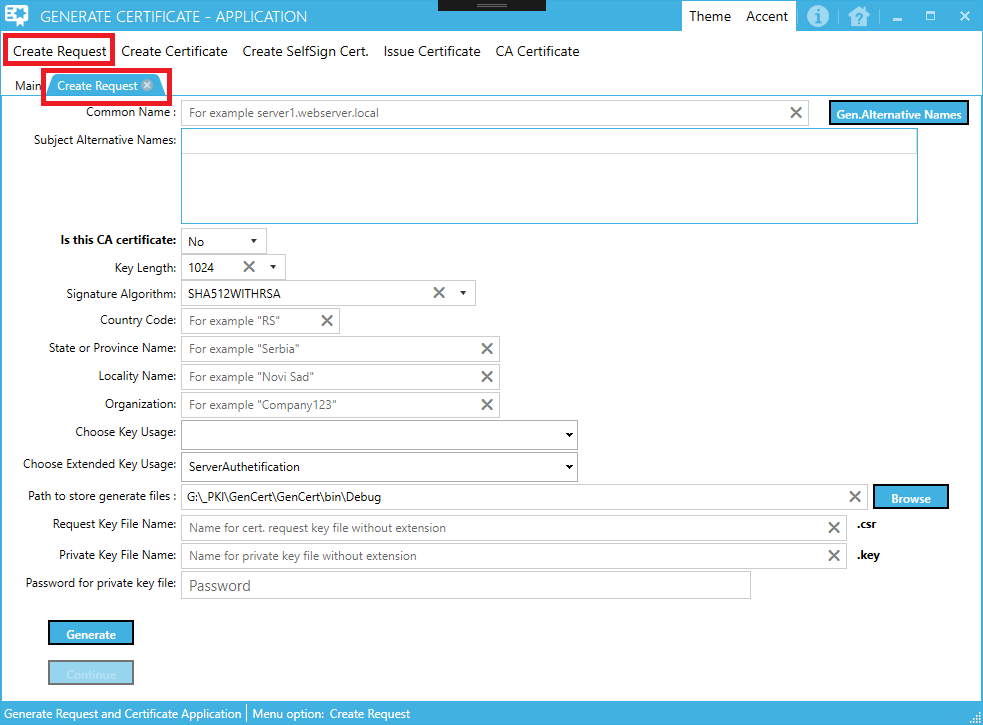 GENERATE CERTIFICATE - APPLICATION
Theme Accent
Create Request Create Certificate Create SelfSign Cert. Issue Certificate CA Certificate
Main Create Request
Common Name : For example server1.webserver.local Gen.Alternative Names
Subject Alternative Names:
Is this CA certificate: No
Key Length: 1024
Signature Algorithm: SHA512WITHRSA
Country Code: For example "RS"
State or Province Name: For example "Serbia"
Locality Name: For example "Novi Sad"
Organization: For example "Company123"
Choose Key Usage:
Choose Extended Key Usage: ServerAuthetification
Path to store generate files : G:\_PKI\GenCert\GenCert\bin\Debug Browse
Request Key File Name: Name for cert. request key file without extension .csr
Private Key File Name: Name for private key file without extension .key
Password for private key file: Password
Generate
Continue
Generate Request and Certificate Application Menu option: Create Request